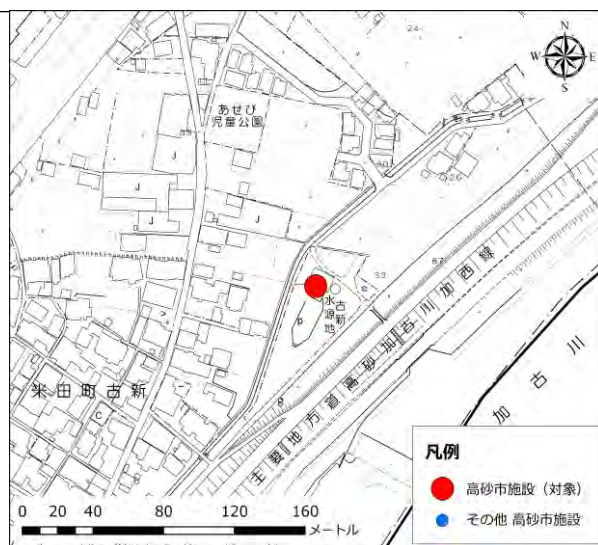 N
W E
S
あせび
児童公園
J
J
J
J
水源地
古新
米田町古新
C
主要地方道高砂加古川加西線
加古川
凡例
高砂市施設（対象）
その他 高砂市施設
0 20 40 80 120 160
メートル